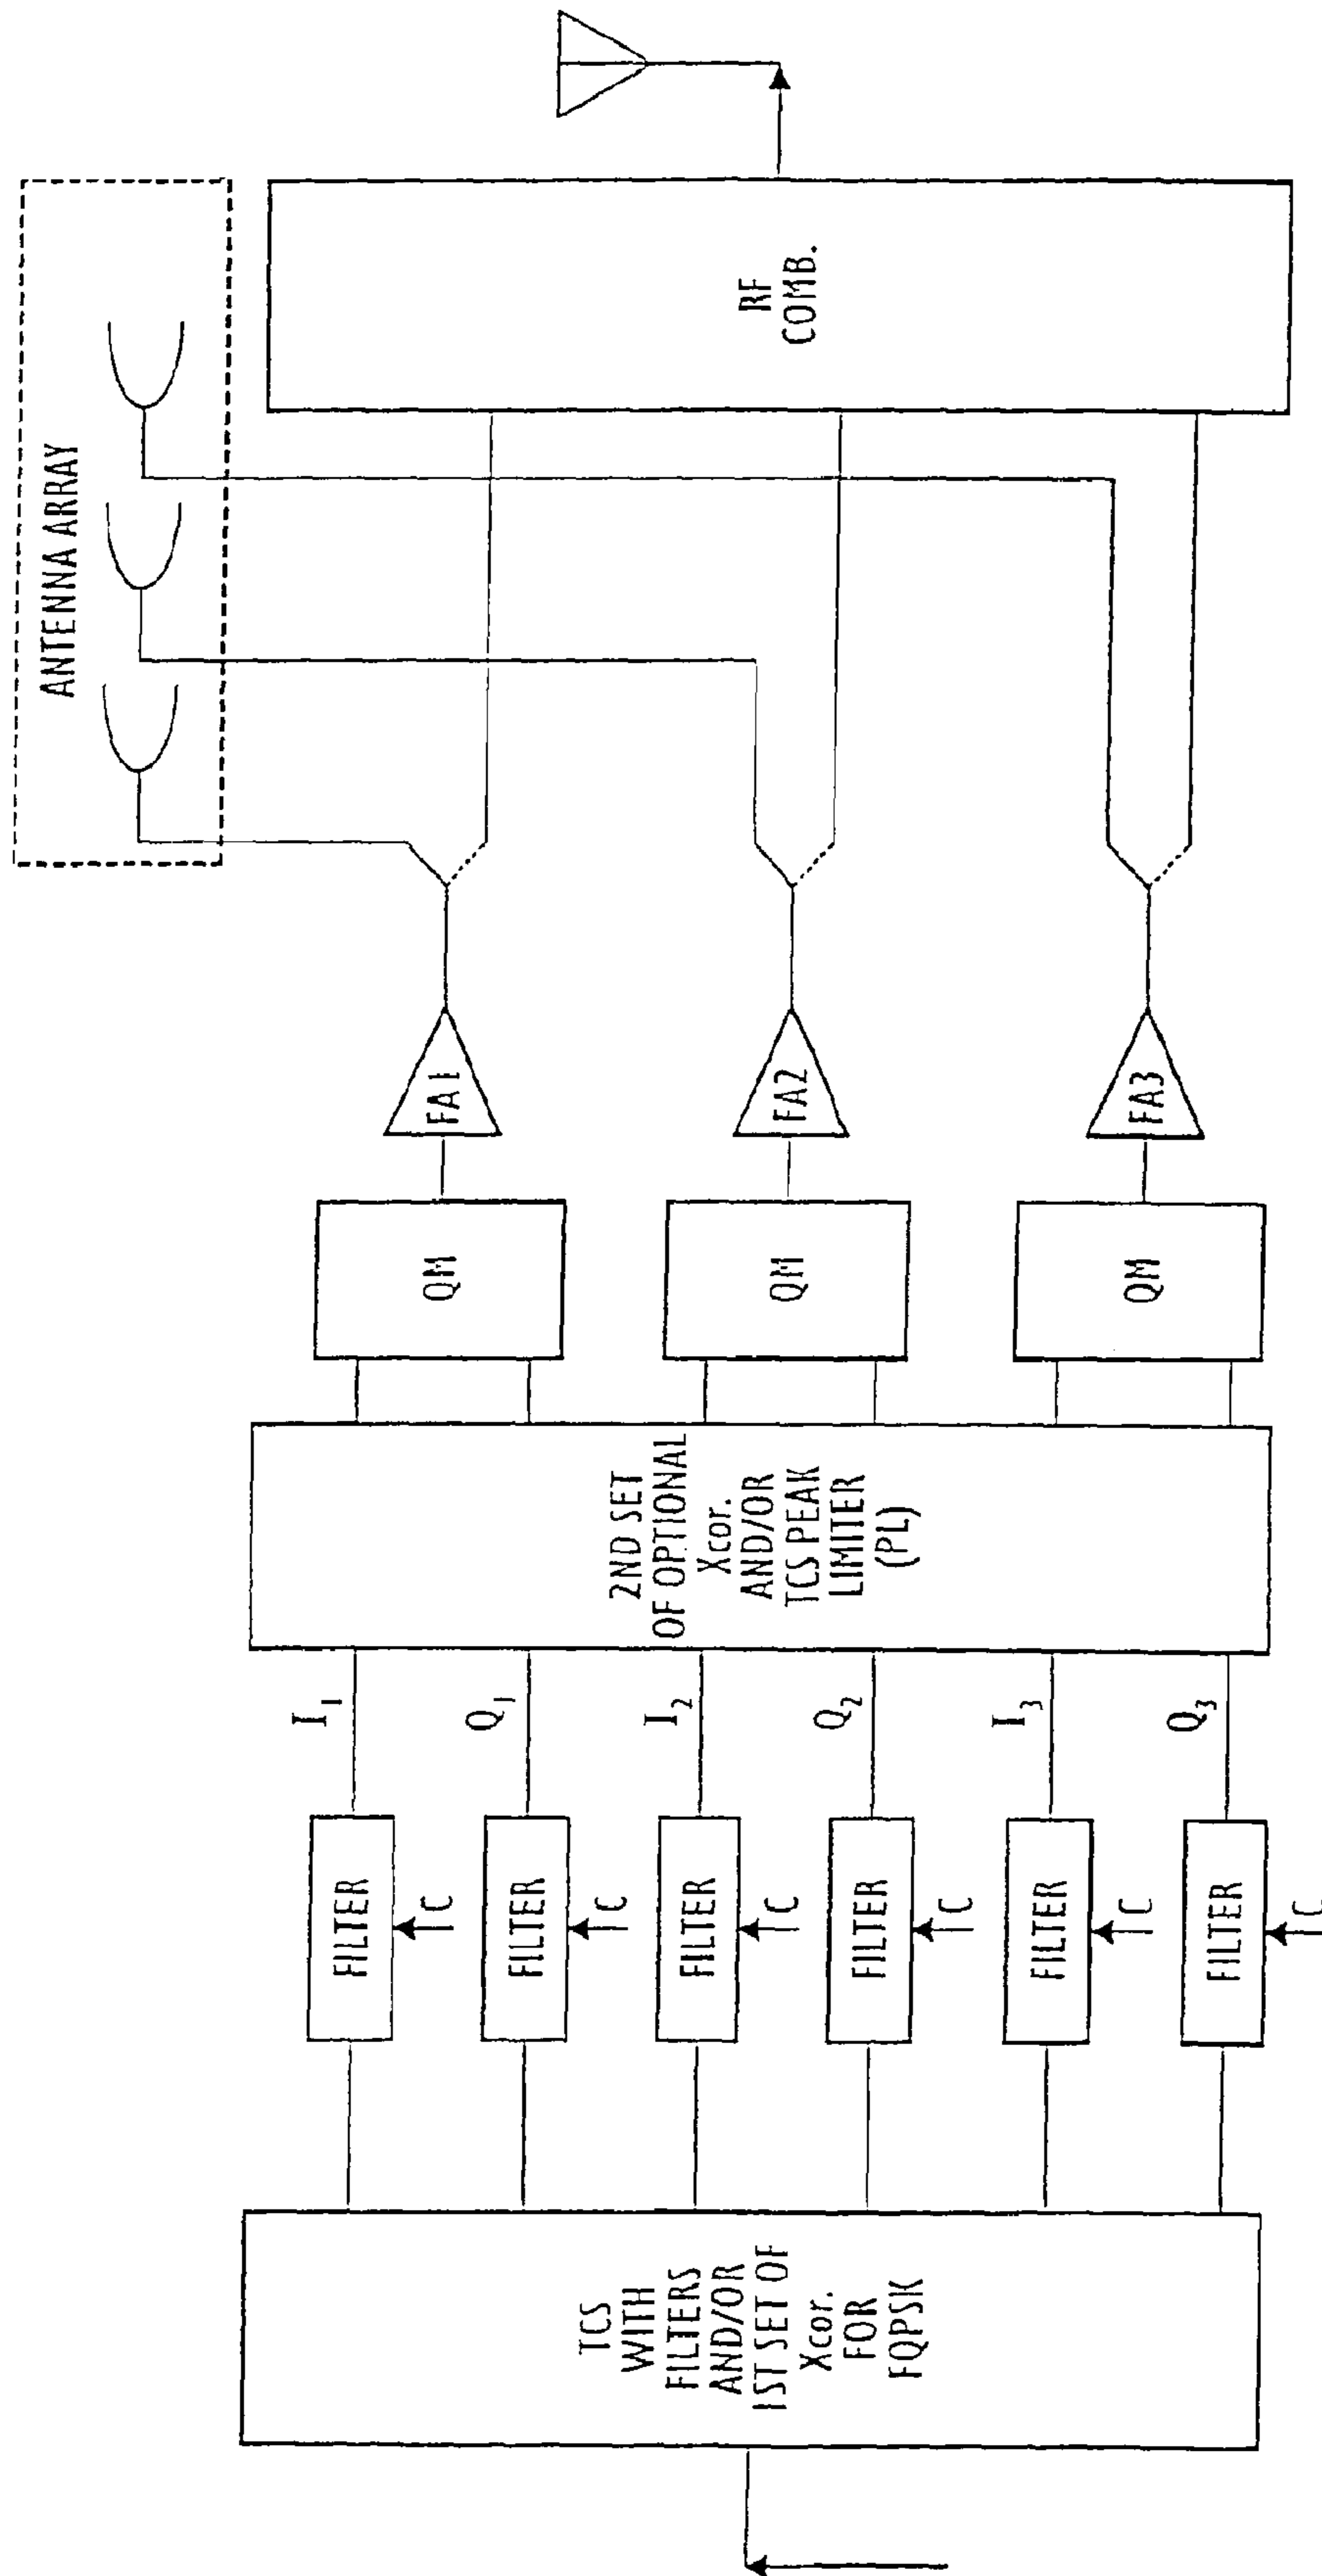 TCS
WITH
FILTERS
AND/OR
1ST SET OF
Xcor.
FOR
FQPSK
FILTER
C
FILTER
C
FILTER
C
FILTER
C
FILTER
C
FILTER
C
I₁
Q₁
I₂
Q₂
I₃
Q₃
2ND SET
OF OPTIONAL
Xcor.
AND/OR
TCS PEAK
LIMITER
(PL)
QM
QM
QM
FA1
FA2
FA3
ANTENNA ARRAY
RF
COMB.